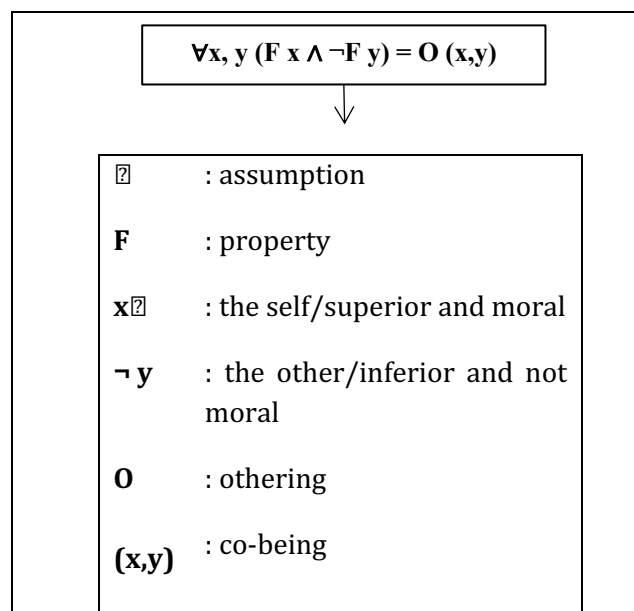 ∀x, y (F x ∧ ¬F y) = O (x,y)
⍰ : assumption
F : property
x⍰ : the self/superior and moral
¬ y : the other/inferior and not
moral
O : othering
(x,y) : co-being